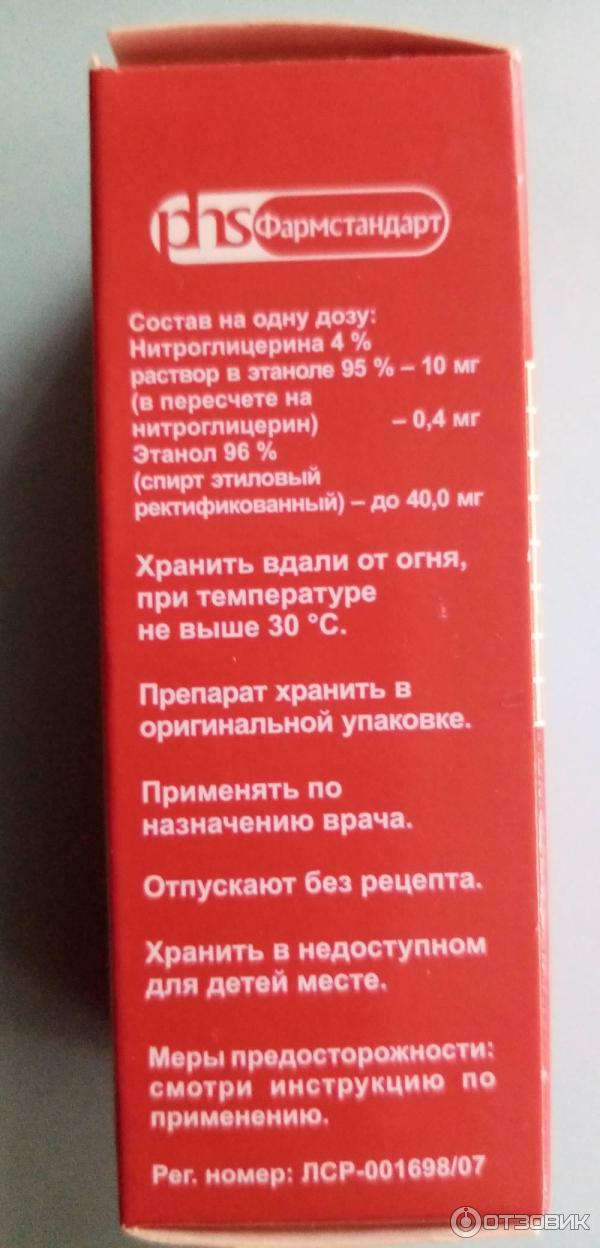 phs Фармстандарт
Состав на одну дозу:
Нитроглицерина 4 %
раствор в этаноле 95 % – 10 мг
(в пересчете на
нитроглицерин) – 0,4 мг
Этанол 96 %
(спирт этиловый
ректификованный) – до 40,0 мг
Хранить вдали от огня,
при температуре
не выше 30 °С.
Препарат хранить в
оригинальной упаковке.
Применять по
назначению врача.
Отпускают без рецепта.
Хранить в недоступном
для детей месте.
Меры предосторожности:
смотри инструкцию по
применению.
Рег. номер: ЛСР-001698/07
ОТЗОВИК